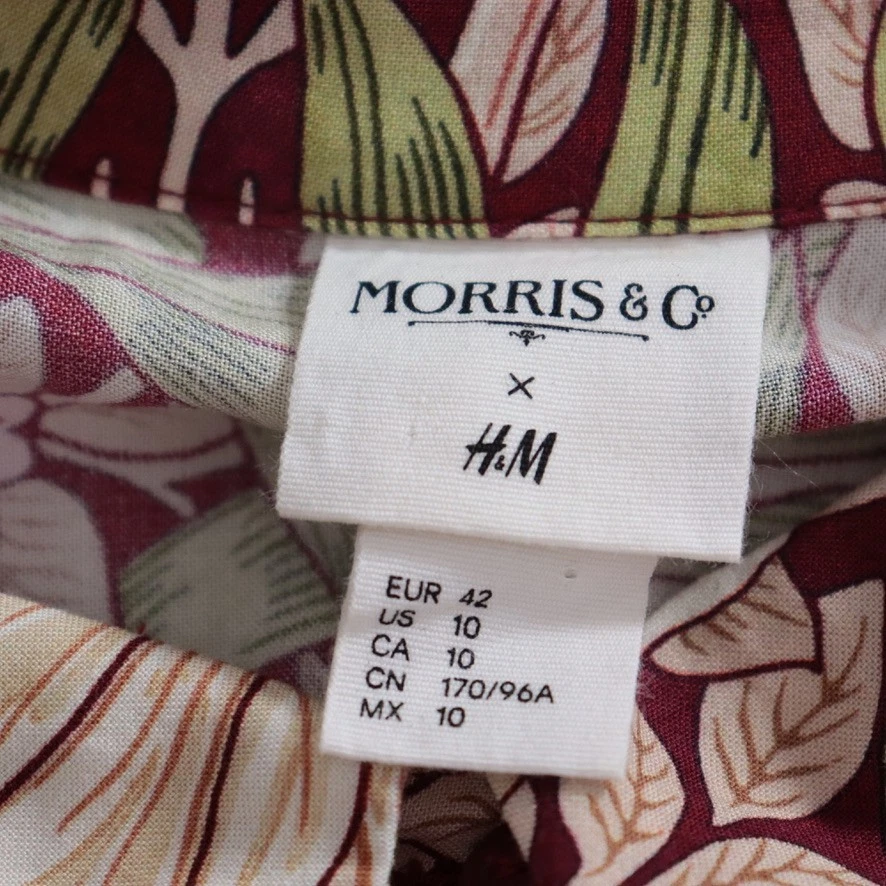 MORRIS & Co
×
H&M
EUR 42
US 10
CA 10
CN 170/96A
MX 10